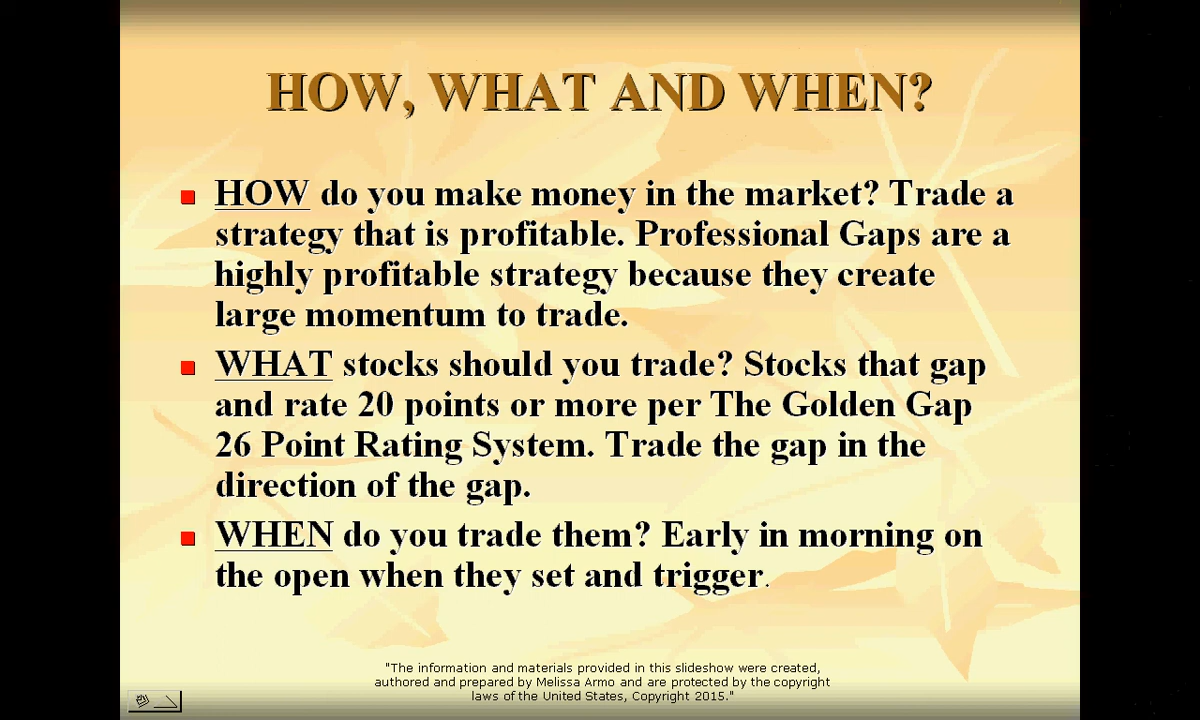 HOW, WHAT AND WHEN?
HOW do you make money in the market? Trade a
strategy that is profitable. Professional Gaps are a
highly profitable strategy because they create
large momentum to trade.
WHAT stocks should you trade? Stocks that gap
and rate 20 points or more per The Golden Gap
26 Point Rating System. Trade the gap in the
direction of the gap.
WHEN do you trade them? Early in morning on
the open when they set and trigger.
"The information and materials provided in this slideshow were created,
authored and prepared by Melissa Armo and are protected by the copyright
laws of the United States, Copyright 2015."